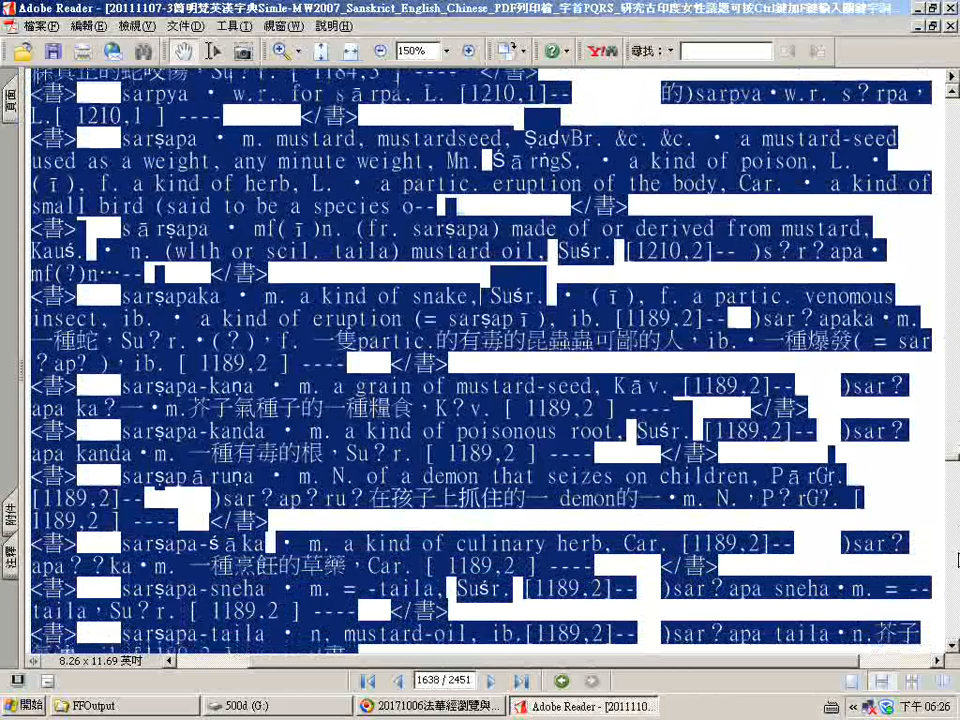 Adobe Reader - [20111107-3簡明梵英漢字典Simle-MW2007_Sanskrict_English_Chinese_PDF列印檔_字首PQRS_研究古印度女性話題可按Ctrl鍵加F鍵輸入關鍵字詞
檔案(F) 編輯(E) 檢視(V) 文件(D) 工具(T) 視窗(W) 說明(H)
150% 尋找:
頁面
附件
注釋
<書> sarpya • w.r. for sārpa, L. [1210,1]-- 的)sarpya•w.r. s?rpa,
L.[ 1210,1 ] ---- </書>
<書> sarṣapa • m. mustard, mustardseed, ṢaḍvBr. &c. &c. • a mustard-seed
used as a weight, any minute weight, Mn. ŚārṅgS. • a kind of poison, L. •
(ī), f. a kind of herb, L. • a partic. eruption of the body, Car. • a kind of
small bird (said to be a species o-- </書>
<書> sārṣapa • mf(ī)n. (fr. sarṣapa) made of or derived from mustard,
Kauś. • n. (wIth or scil. taila) mustard oil, Suśr. [1210,2]-- )s?r?apa•
mf(?)n…-- </書>
<書> sarṣapaka • m. a kind of snake, Suśr. • (ī), f. a partic. venomous
insect, ib. • a kind of eruption (= sarṣapī), ib. [1189,2]-- )sar?apaka•m.
一種蛇，Su?r.•(?)，f. 一隻partic.的有毒的昆蟲蟲可鄙的人，ib.•一種爆發( = sar
?ap? )，ib. [ 1189,2 ] ---- </書>
<書> sarṣapa-kaṇa • m. a grain of mustard-seed, Kāv. [1189,2]-- )sar?
apa ka?一•m.芥子氣種子的一種糧食，K?v. [ 1189,2 ] ---- </書>
<書> sarṣapa-kanda • m. a kind of poisonous root, Suśr. [1189,2]-- )sar?
apa kanda•m. 一種有毒的根，Su?r. [ 1189,2 ] ---- </書>
<書> sarṣapāruṇa • m. N. of a demon that seizes on children, PārGṛ.
[1189,2]-- )sar?ap?ru?在孩子上抓住的一 demon的一•m. N.，P?rG?. [
1189,2 ] ---- </書>
<書> sarṣapa-śāka • m. a kind of culinary herb, Car. [1189,2]-- )sar?
apa??ka•m. 一種烹飪的草藥，Car. [ 1189,2 ] ---- </書>
<書> sarṣapa-sneha • m. = -taila, Suśr. [1189,2]-- )sar?apa sneha•m. = --
taila，Su?r. [ 1189,2 ] ---- </書>
<書> sarṣapa-taila • n, mustard-oil, ib.[1189,2]-- )sar?apa taila•n.芥子
8.26 x 11.69 英吋
1638 / 2451
開始 FFOutput 500d (G:) 20171006法華經瀏覽與... Adobe Reader - [2011110... 下午 06:26